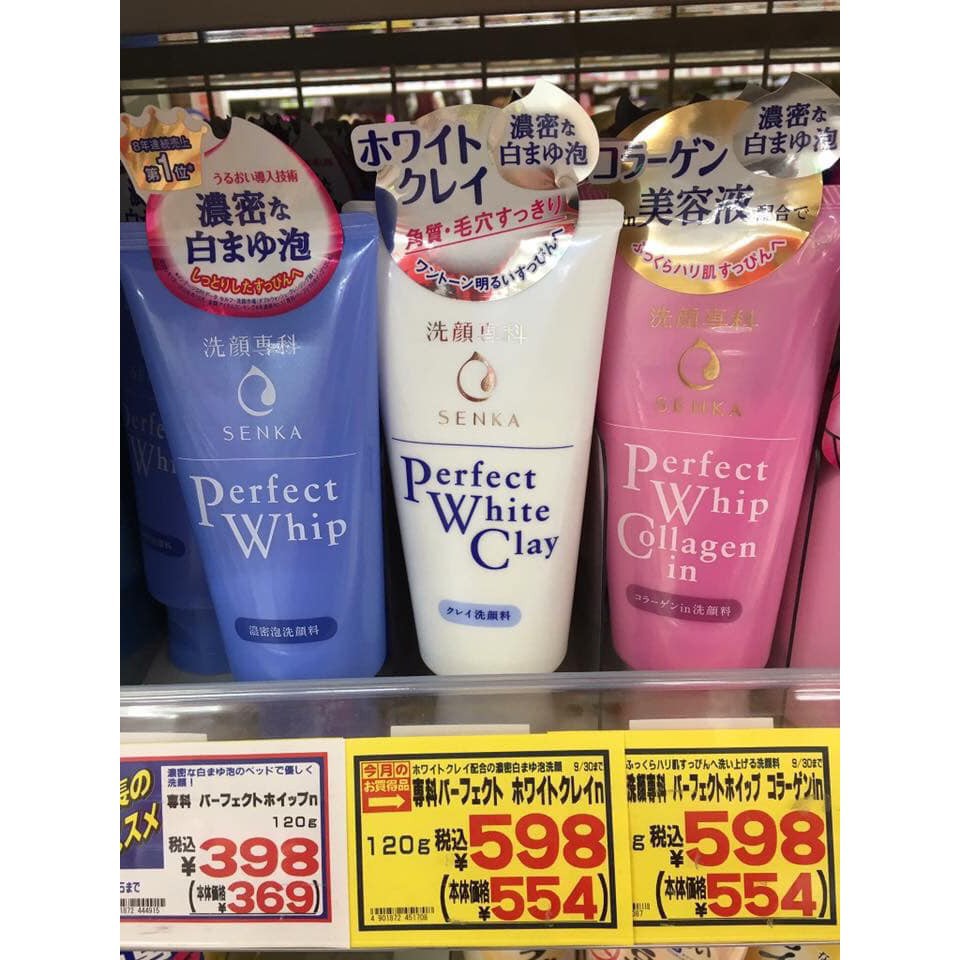 8年連続売上
第1位
うるおい導入技術
濃密な
白まゆ泡
しっとりしたすっぴんへ
洗顔専科
SENKA
Perfect
Whip
濃密泡洗顔料
ホワイト
クレイ
濃密な
白まゆ泡
角質・毛穴すっきり
ワントーン明るいすっぴんへ
洗顔専科
SENKA
Perfect
White
Clay
クレイ洗顔料
コラーゲン
濃密な
白まゆ泡
in美容液配合で
ふっくらハリ肌すっぴんへ
洗顔専科
SENKA
Perfect
Whip
Collagen
in
コラーゲンin洗顔料
濃密な白まゆ泡のベッドで優しく
洗顔!
専科 パーフェクトホイップn
120g
税込
¥398
(本体価格
¥369)
まで
1872 444915
今月の
お買得品
ホワイトクレイ配合の濃密白まゆ泡洗顔 9/30まで
専科パーフェクト ホワイトクレイn
120g 税込
¥598
(本体価格
¥554)
4 901872 451708
ふっくらハリ肌すっぴんへ洗い上げる洗顔料 9/30まで
洗顔専科 パーフェクトホイップ コラーゲンin
g 税込
¥598
(本体価格
¥554)